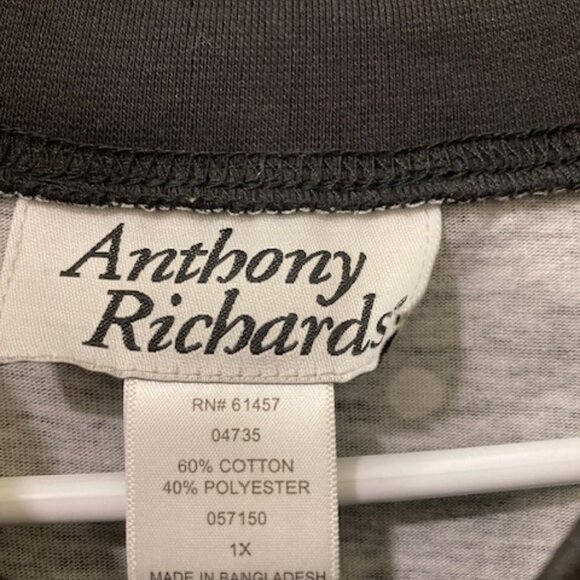 Anthony
Richards
RN# 61457
04735
60% COTTON
40% POLYESTER
057150
1X
MADE IN BANGLADESH